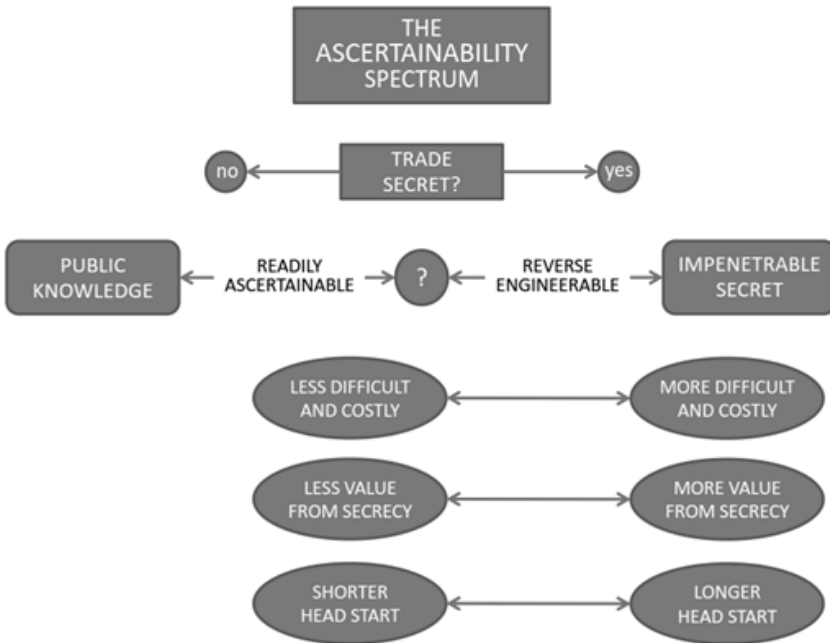 THE
ASCERTAINABILITY
SPECTRUM
no
TRADE
SECRET?
yes
PUBLIC
KNOWLEDGE
READILY
ASCERTAINABLE
?
REVERSE
ENGINEERABLE
IMPENETRABLE
SECRET
LESS DIFFICULT
AND COSTLY
MORE DIFFICULT
AND COSTLY
LESS VALUE
FROM SECRECY
MORE VALUE
FROM SECRECY
SHORTER
HEAD START
LONGER
HEAD START